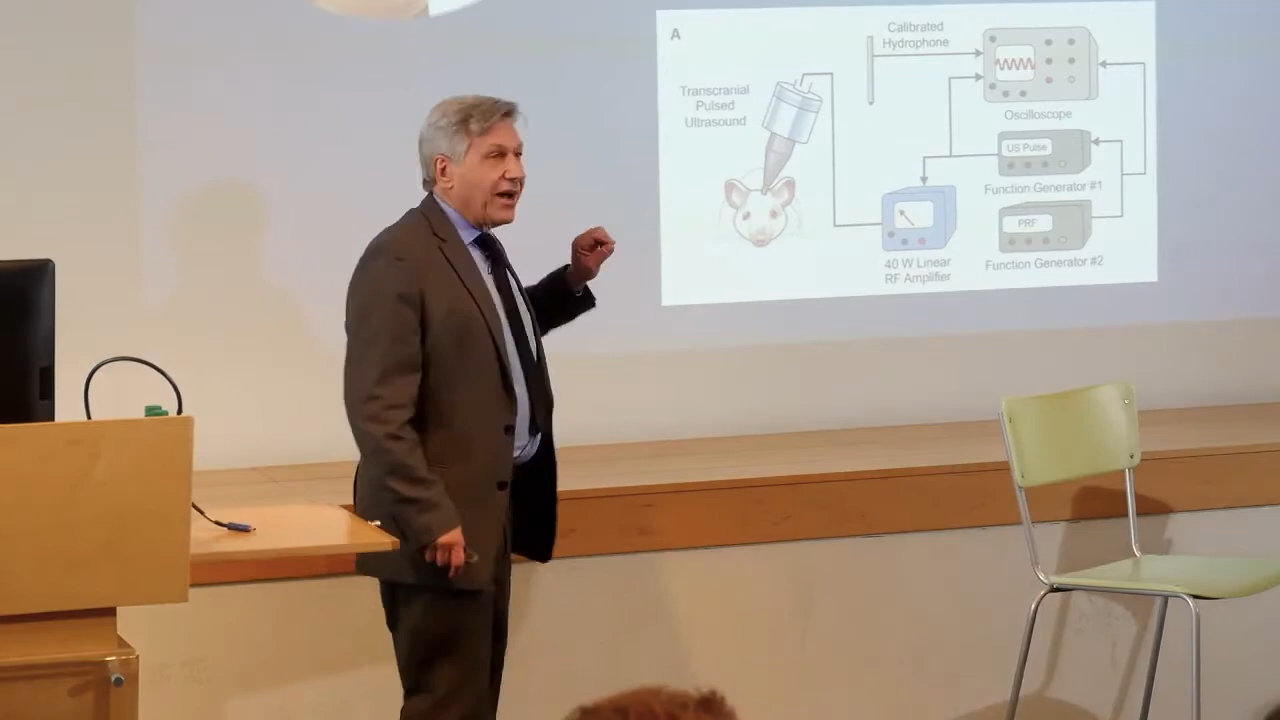 A
Calibrated
Hydrophone
Transcranial
Pulsed
Ultrasound
Oscilloscope
US Pulse
Function Generator #1
PRF
Function Generator #2
40 W Linear
RF Amplifier